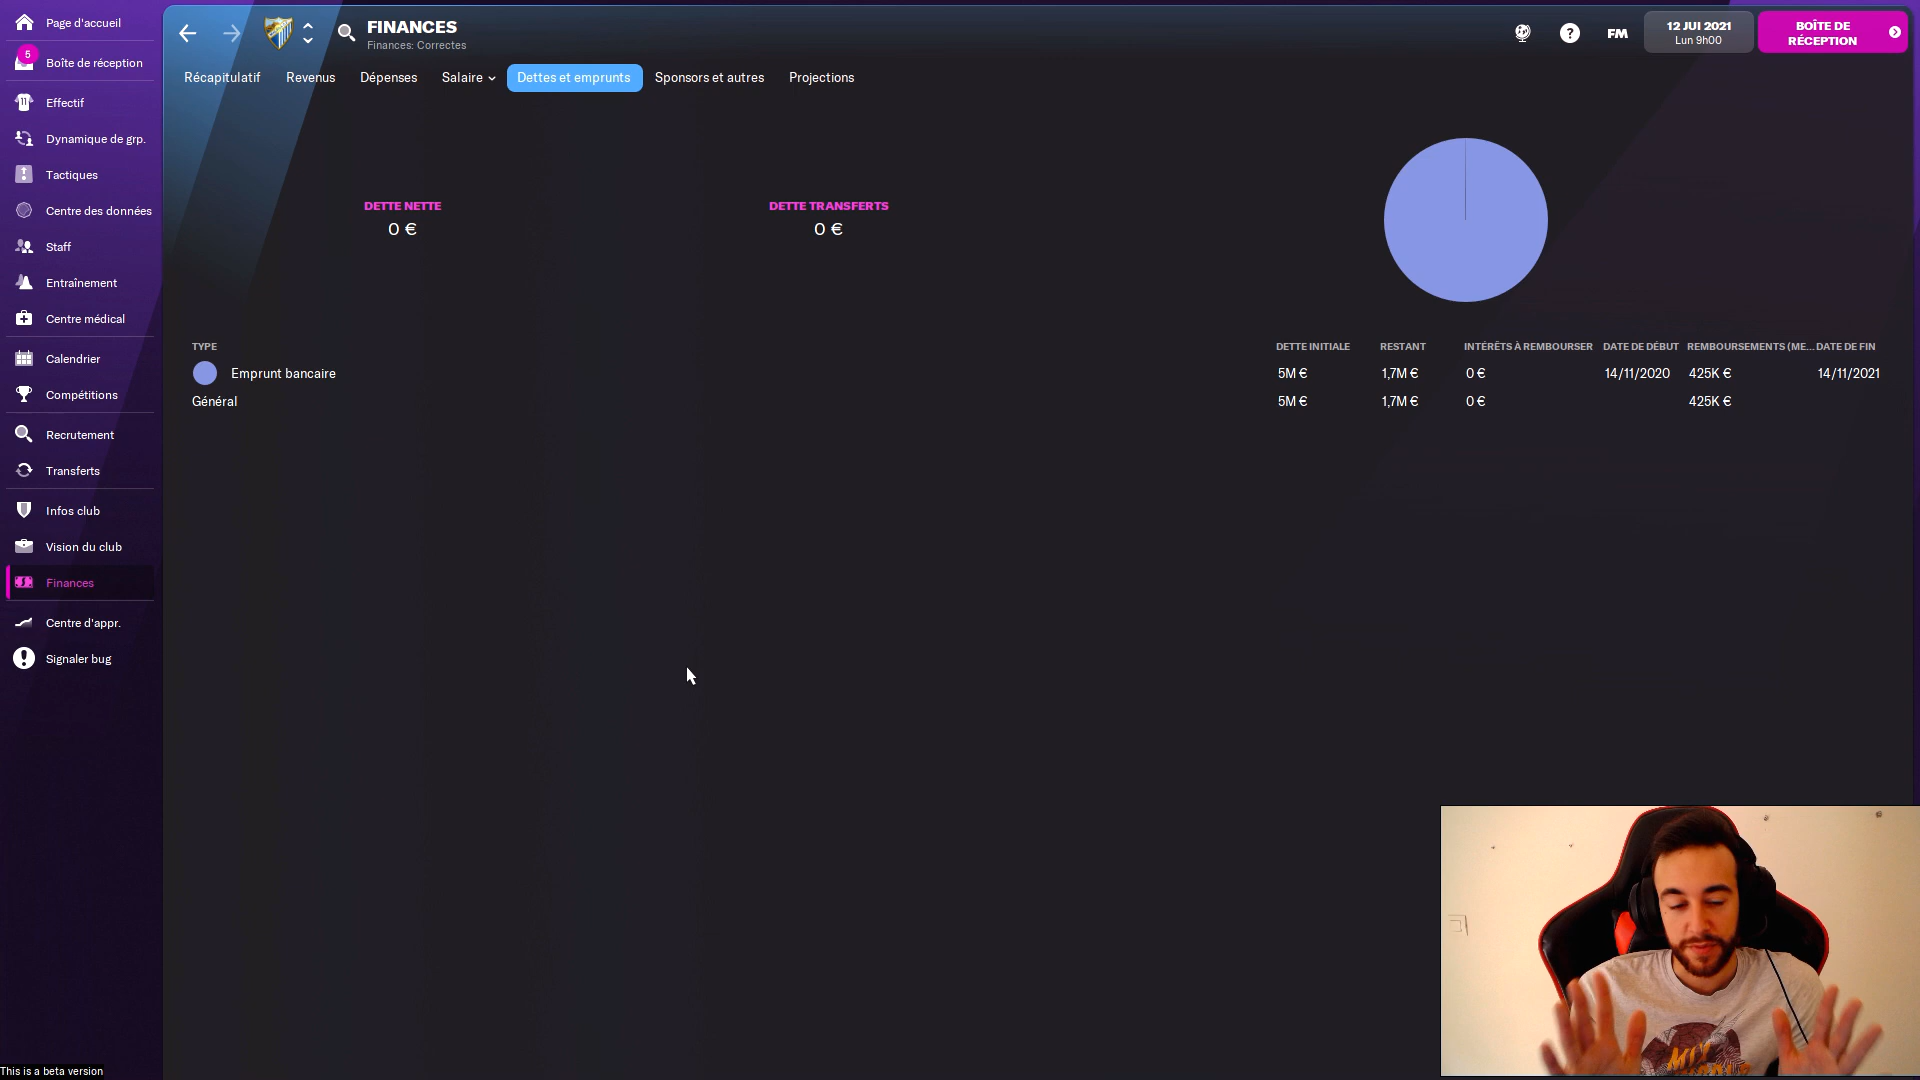 Page d'accueil
5
Boîte de réception
Effectif
Dynamique de grp.
Tactiques
Centre des données
Staff
Entraînement
Centre médical
Calendrier
Compétitions
Recrutement
Transferts
Infos club
Vision du club
Finances
Centre d'appr.
Signaler bug
This is a beta version
FINANCES
Finances: Correctes
FM
12 JUI 2021
Lun 9h00
BOÎTE DE
RÉCEPTION
Récapitulatif Revenus Dépenses Salaire Dettes et emprunts Sponsors et autres Projections
DETTE NETTE
0 €
DETTE TRANSFERTS
0 €
TYPE DETTE INITIALE RESTANT INTÉRÊTS À REMBOURSER DATE DE DÉBUT REMBOURSEMENTS (ME... DATE DE FIN
Emprunt bancaire 5M € 1,7M € 0 € 14/11/2020 425K € 14/11/2021
Général 5M € 1,7M € 0 € 425K €